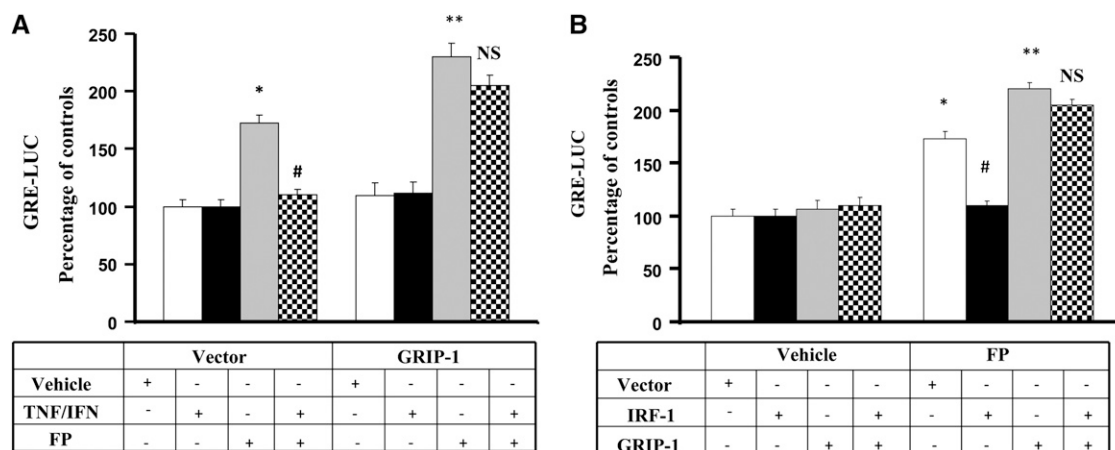 A
GRE-LUC
Percentage of controls
250
200
150
100
50
0
*
#
**
NS
Vector GRIP-1
Vehicle + - - - + - - -
TNF/IFN - + - + - + - +
FP - - + + - - + +
B
GRE-LUC
Percentage of controls
250
200
150
100
50
0
*
#
**
NS
Vehicle FP
Vector + - - - + - - -
IRF-1 - + - + - + - +
GRIP-1 - - + + - - + +